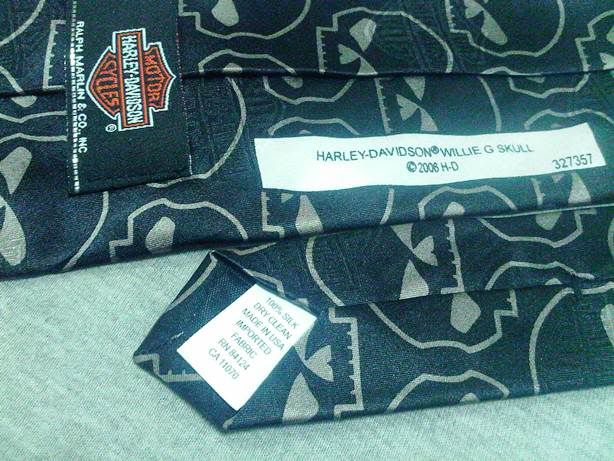 MOTOR
HARLEY-DAVIDSON
CYCLES
®
RALPH MARLIN & CO., INC.
HARLEY-DAVIDSON® WILLIE G SKULL
©2006 H-D
327357
100% SILK
DRY CLEAN
MADE IN USA
IMPORTED
FABRIC
RN 84124
CA 11070